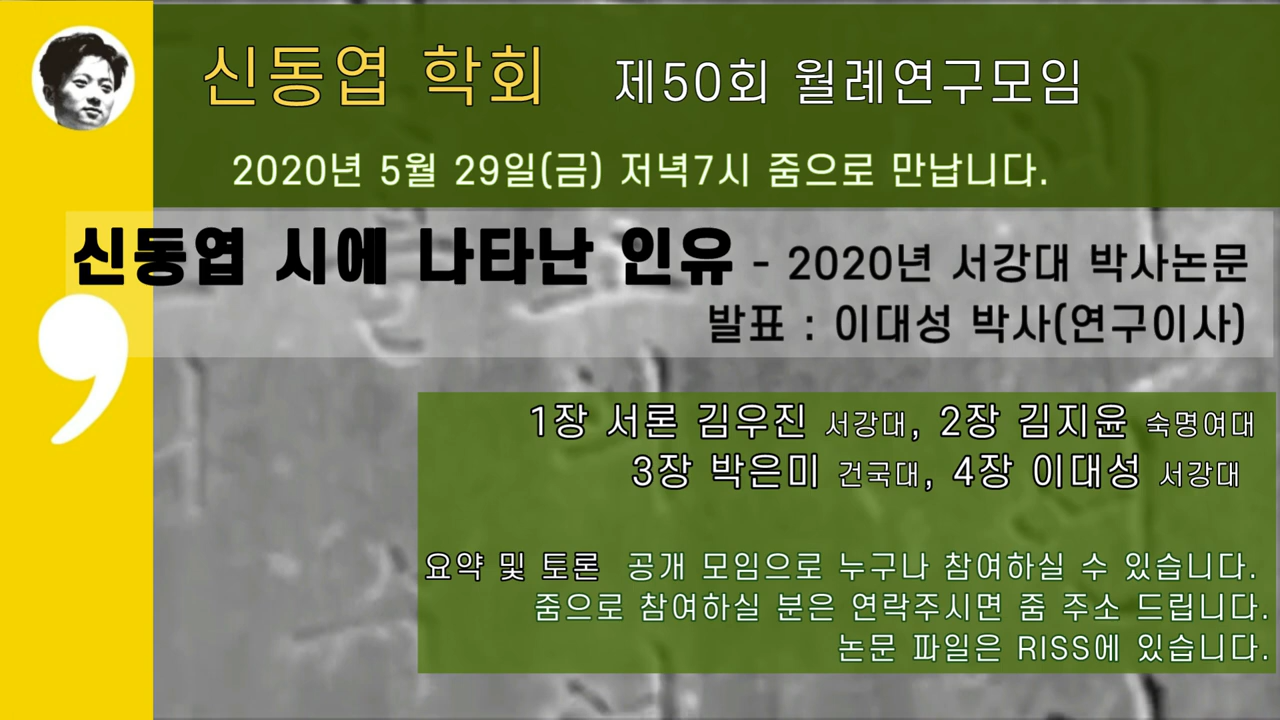 신동엽 학회 제50회 월례연구모임
2020년 5월 29일(금) 저녁7시 줌으로 만납니다.
신동엽 시에 나타난 인유 - 2020년 서강대 박사논문
발표 : 이대성 박사(연구이사)
1장 서론 김우진 서강대, 2장 김지윤 숙명여대
3장 박은미 건국대, 4장 이대성 서강대
요약 및 토론 공개 모임으로 누구나 참여하실 수 있습니다.
줌으로 참여하실 분은 연락주시면 줌 주소 드립니다.
논문 파일은 RISS에 있습니다.